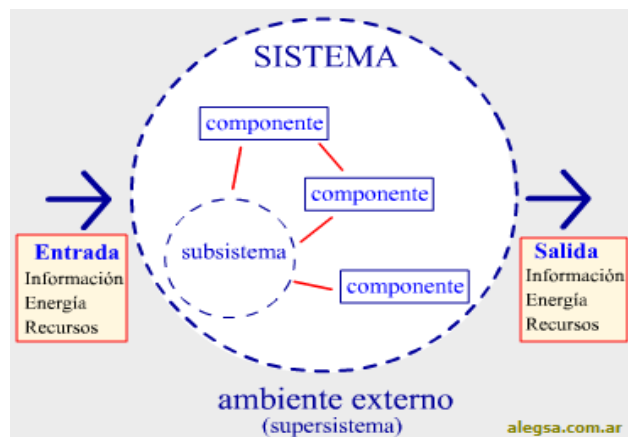 SISTEMA
componente
componente
subsistema
componente
Entrada
Información
Energía
Recursos
Salida
Información
Energía
Recursos
ambiente externo
(supersistema)
alegsa.com.ar